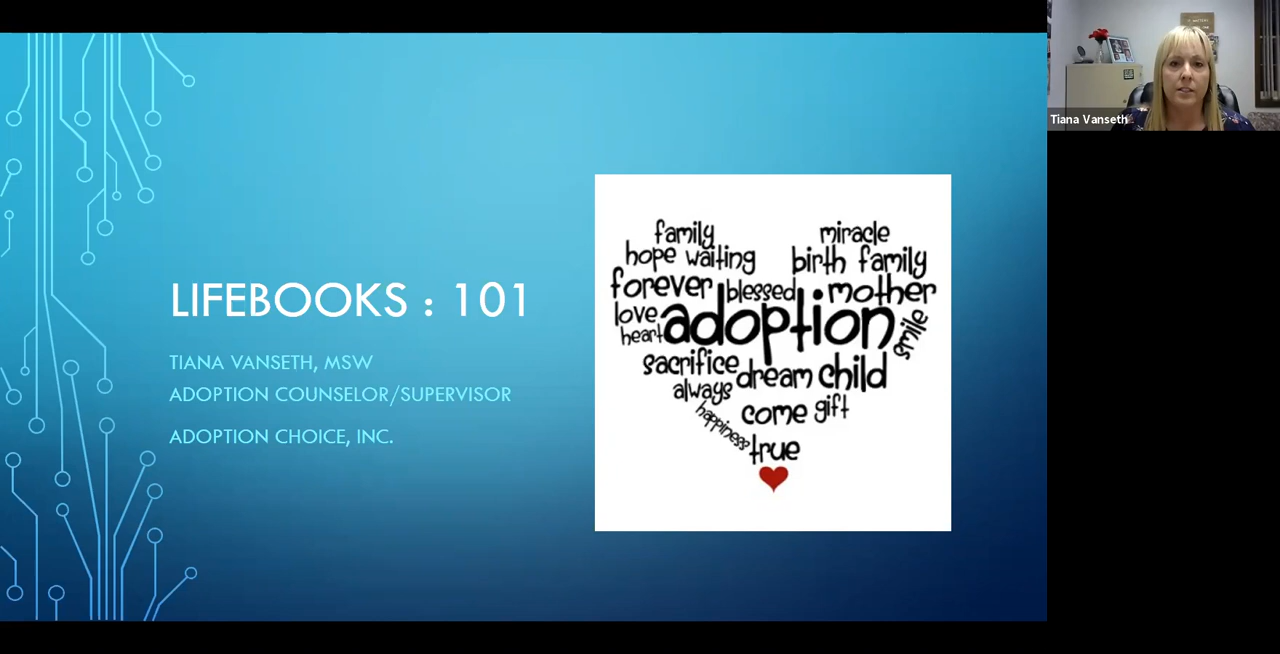 LIFEBOOKS : 101
TIANA VANSETH, MSW
ADOPTION COUNSELOR/SUPERVISOR
ADOPTION CHOICE, INC.
family miracle
hope waiting birth family
forever blessed mother
love adoption smile
heart
sacrifice dream child
always come gift
happiness true
Tiana Vanseth